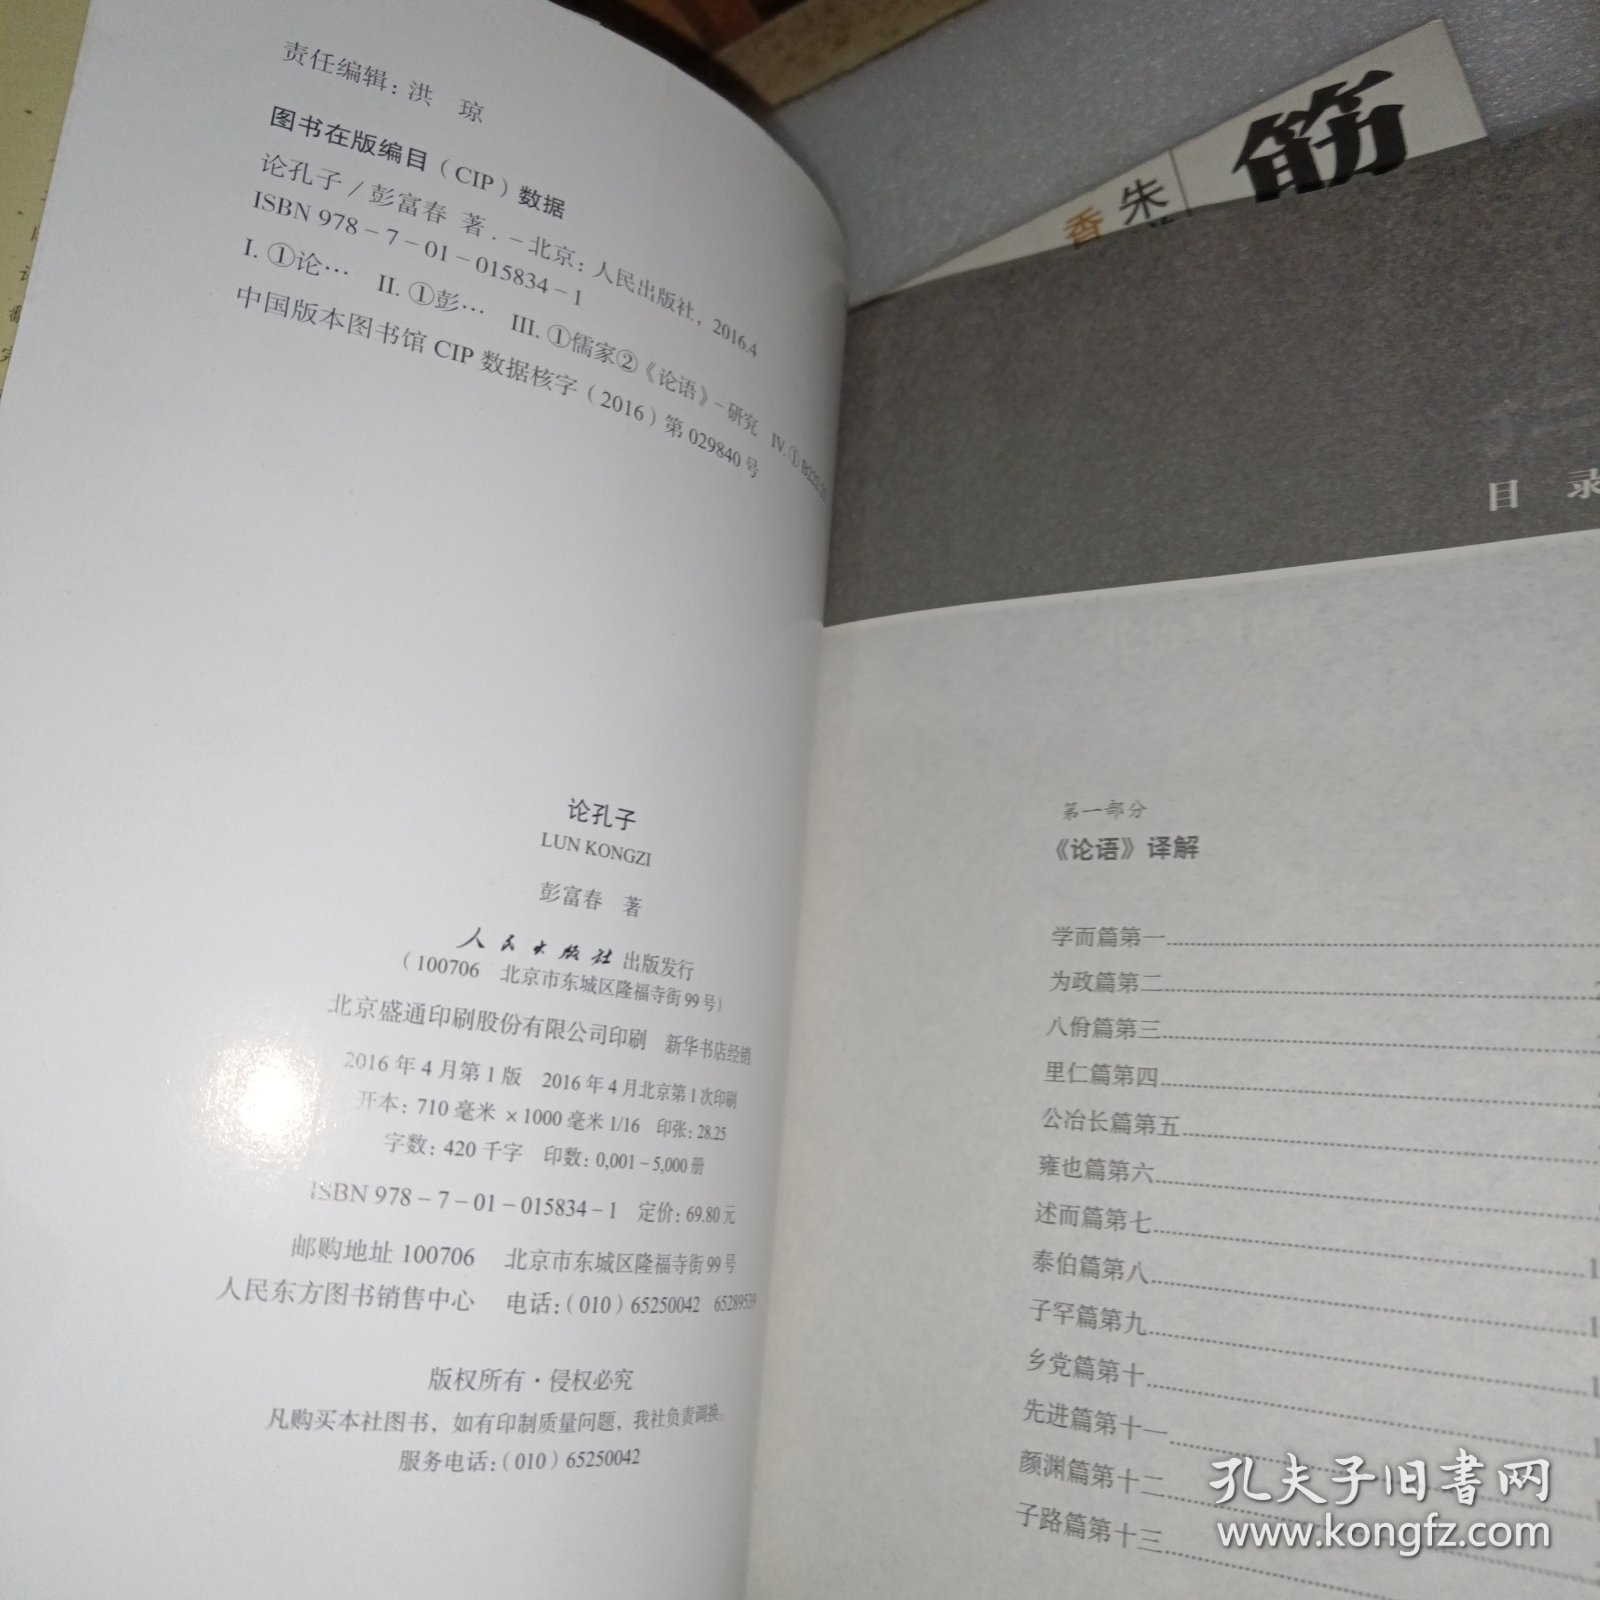 责任编辑：洪 琼
图书在版编目（CIP）数据
论孔子 / 彭富春 著 . －北京：人民出版社，2016.4
ISBN 978－7－01－015834－1
I. ①论… II. ①彭… III. ①儒家②《论语》－研究 IV. ①
中国版本图书馆 CIP 数据核字（2016）第 029840 号
论孔子
LUN KONGZI
彭富春 著
人民出版社 出版发行
（100706 北京市东城区隆福寺街 99 号）
北京盛通印刷股份有限公司印刷 新华书店经销
2016 年 4 月第 1 版 2016 年 4 月北京第 1 次印刷
开本：710 毫米 × 1000 毫米 1/16 印张：28.25
字数：420 千字 印数：0,001－5,000 册
ISBN 978－7－01－015834－1 定价：69.80 元
邮购地址 100706 北京市东城区隆福寺街 99 号
人民东方图书销售中心 电话：（010）65250042 65289539
版权所有·侵权必究
凡购买本社图书，如有印制质量问题，我社负责调换。
服务电话：（010）65250042
筋
朱
香
目 录
第一部分
《论语》译解
学而篇第一
为政篇第二
八佾篇第三
里仁篇第四
公冶长篇第五
雍也篇第六
述而篇第七
泰伯篇第八
子罕篇第九
乡党篇第十
先进篇第十一
颜渊篇第十二
子路篇第十三
孔夫子旧书网
www.kongfz.com